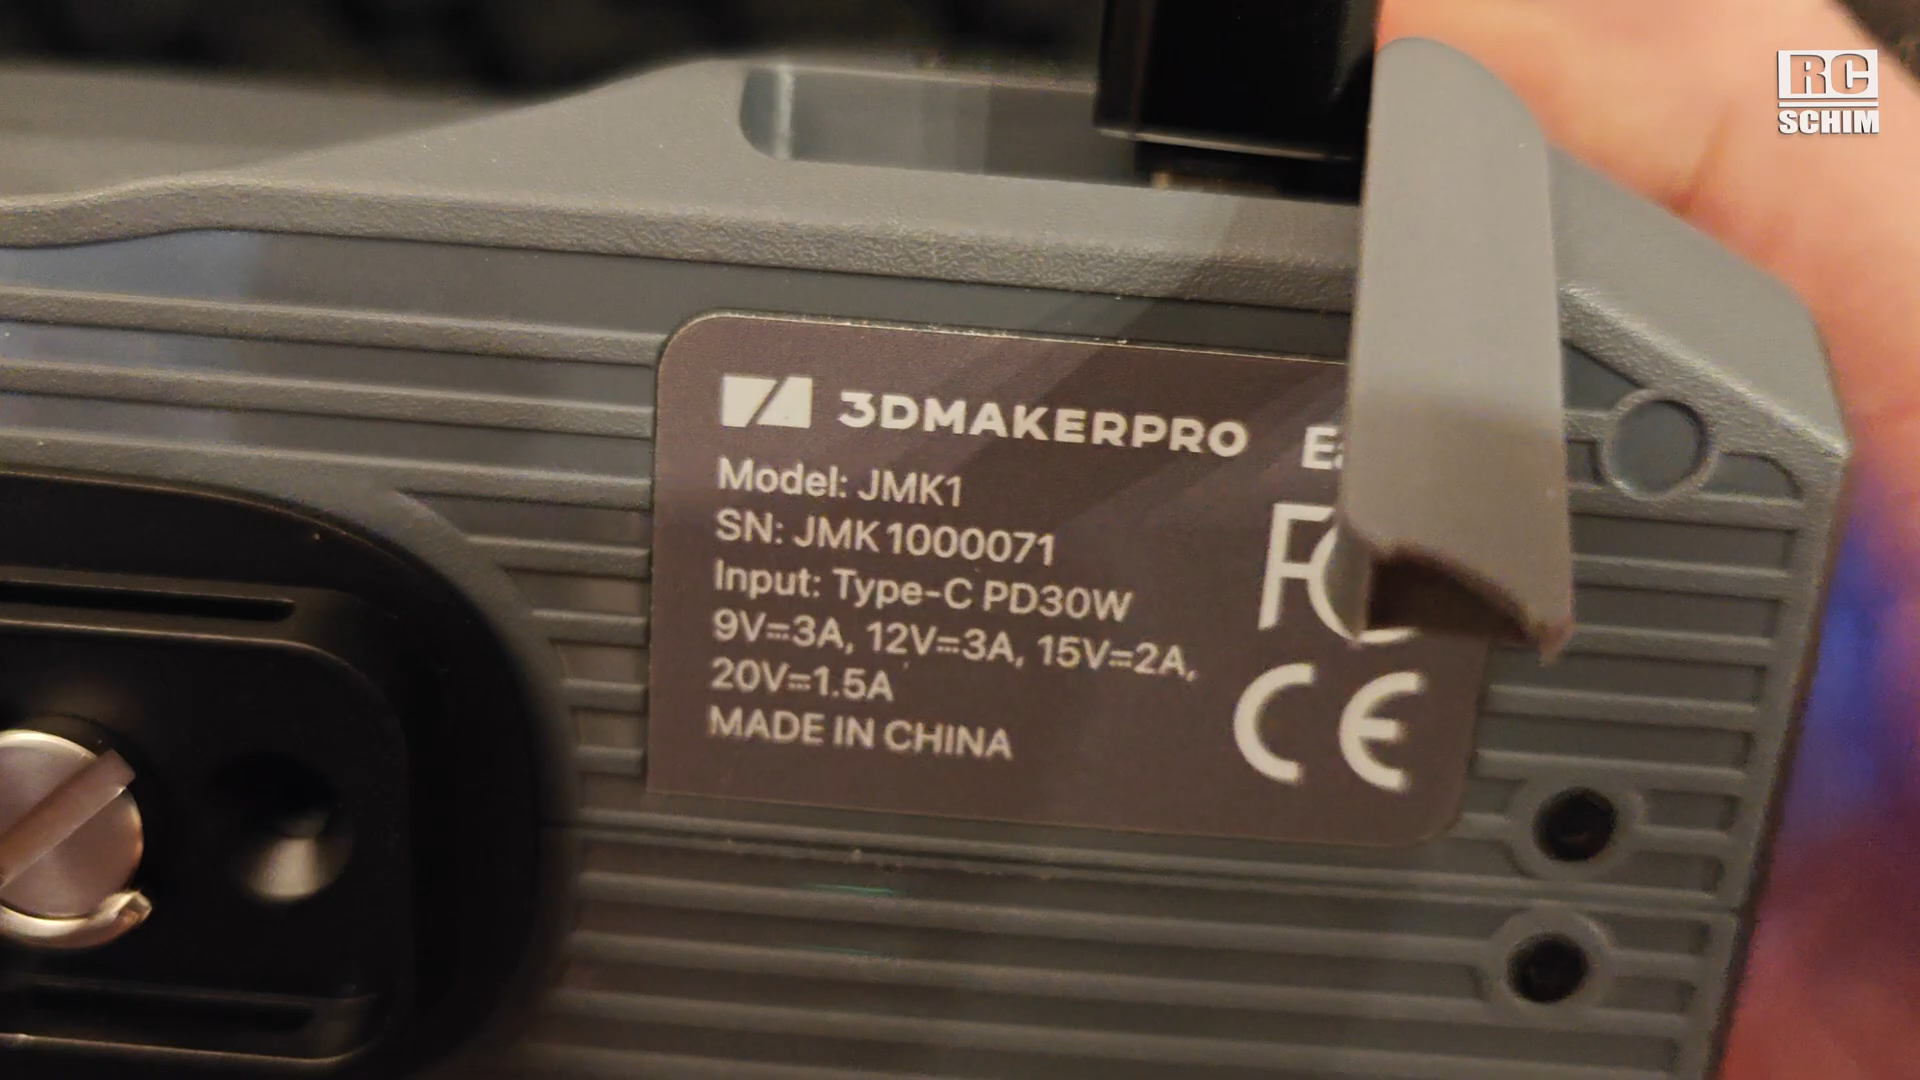 RC
SCHIM
3DMAKERPRO
Model: JMK1
SN: JMK1000071
Input: Type-C PD30W
9V⎓3A, 12V⎓3A, 15V⎓2A,
20V⎓1.5A
MADE IN CHINA
CE